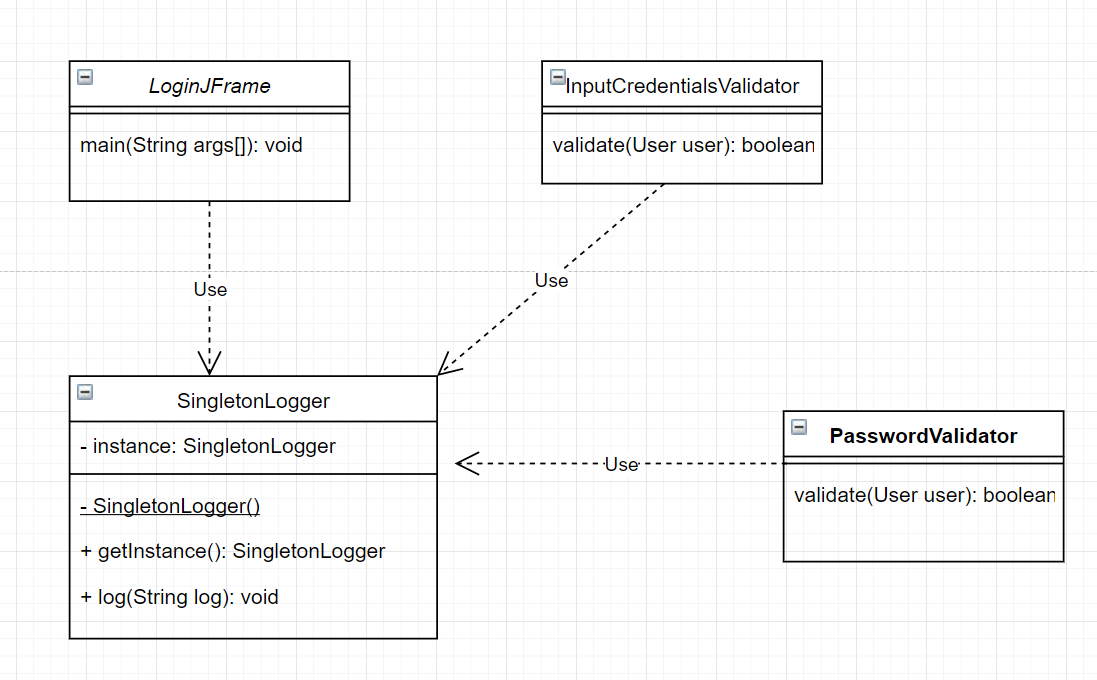 LoginJFrame
main(String args[]): void
InputCredentialsValidator
validate(User user): boolean
Use
Use
SingletonLogger
- instance: SingletonLogger
- SingletonLogger()
+ getInstance(): SingletonLogger
+ log(String log): void
Use
PasswordValidator
validate(User user): boolean